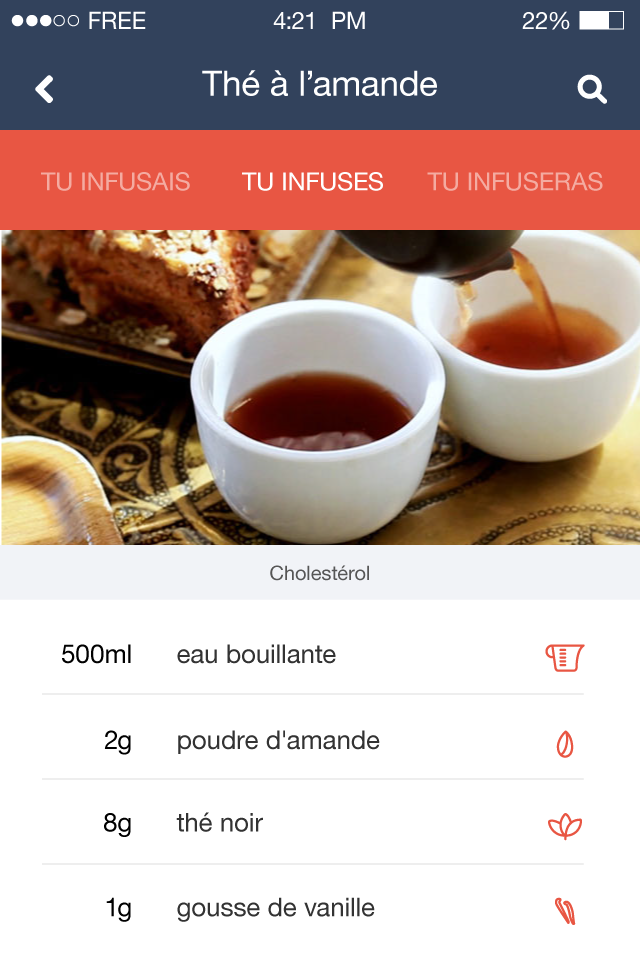 FREE 4:21 PM 22%
Thé à l’amande
TU INFUSAIS TU INFUSES TU INFUSERAS
Cholestérol
500ml eau bouillante
2g poudre d'amande
8g thé noir
1g gousse de vanille